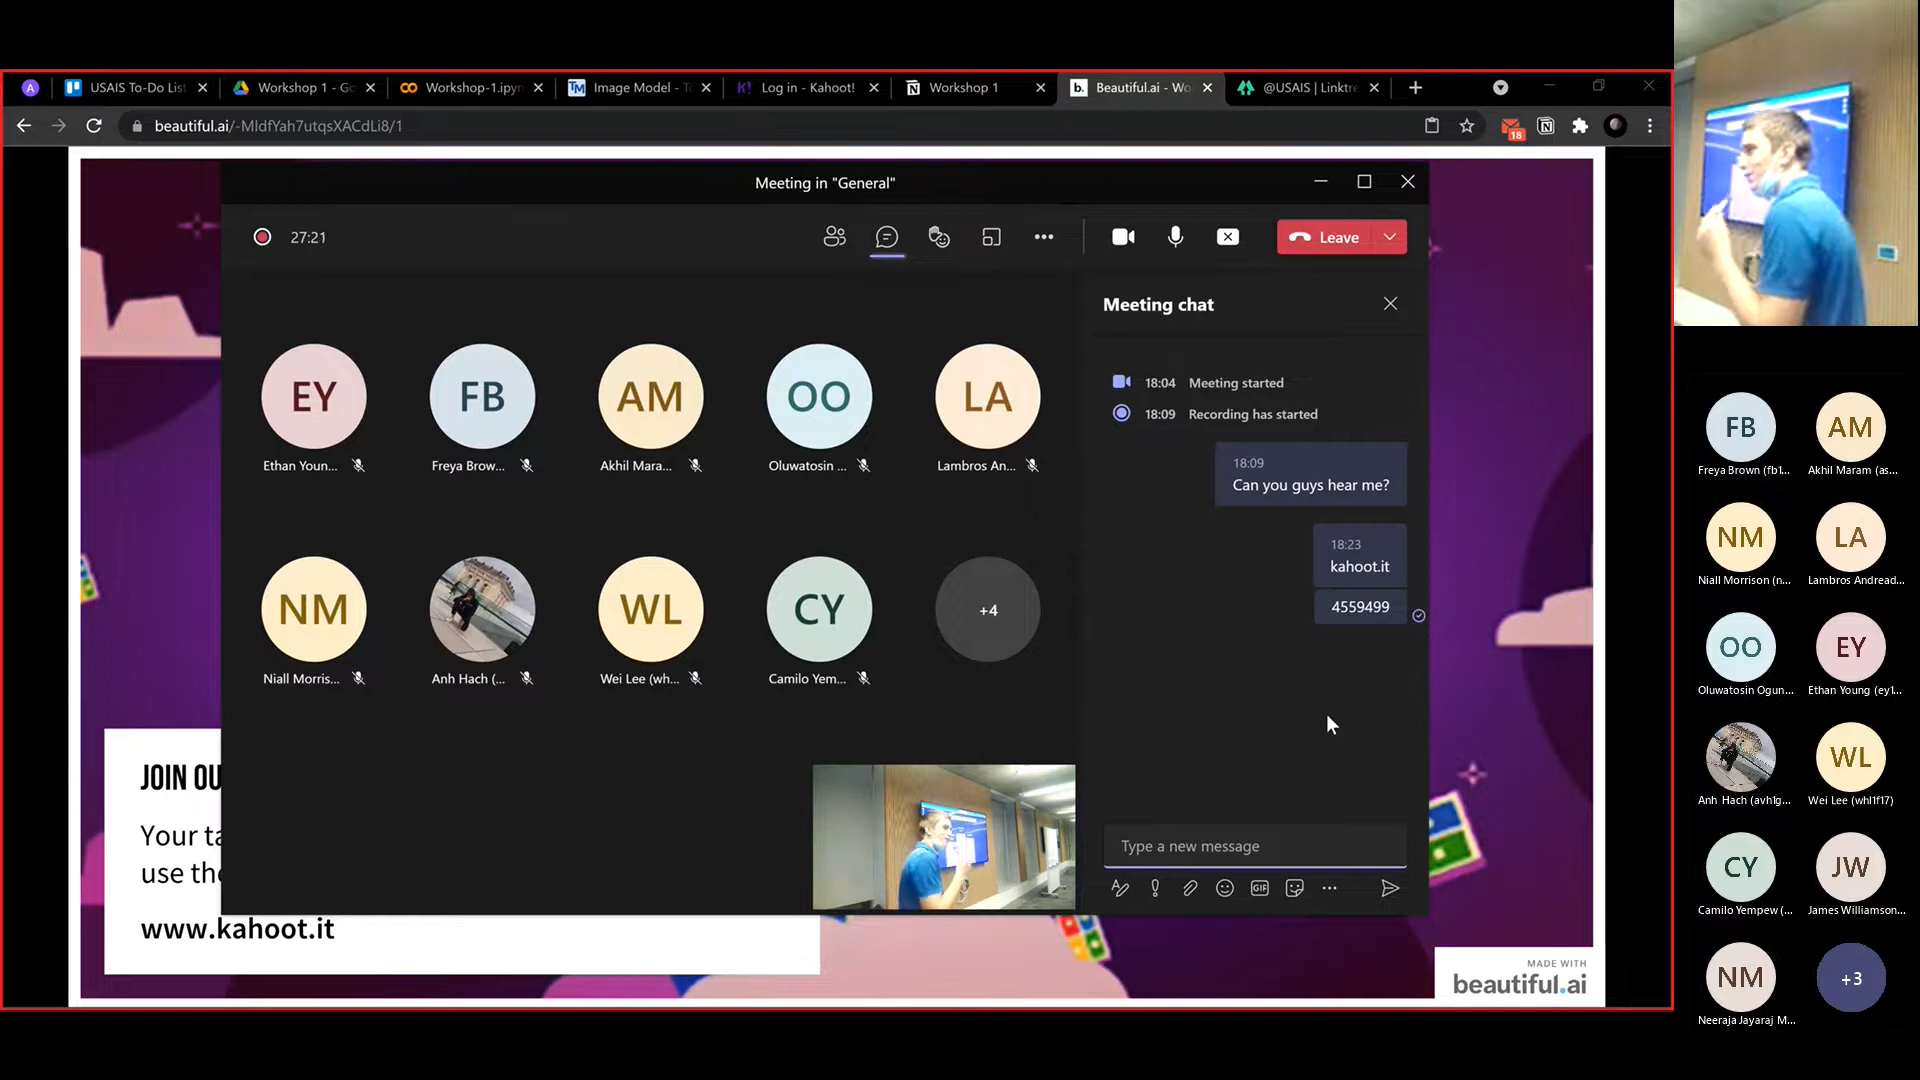 USAIS To-Do List
Workshop 1 - Go
Workshop-1.ipyn
Image Model - T
Log in - Kahoot!
Workshop 1
Beautiful.ai - Wo
@USAIS | Linktre
beautiful.ai/-MldfYah7utqsXACdLi8/1
18
Meeting in "General"
27:21
Leave
EY
FB
AM
OO
LA
Ethan Youn...
Freya Brow...
Akhil Mara...
Oluwatosin ...
Lambros An...
NM
WL
CY
+4
Niall Morris...
Anh Hach (...
Wei Lee (wh...
Camilo Yem...
Meeting chat
18:04 Meeting started
18:09 Recording has started
18:09
Can you guys hear me?
18:23
kahoot.it
4559499
Type a new message
GIF
JOIN OU
Your ta
use the
www.kahoot.it
MADE WITH
beautiful.ai
FB
AM
Freya Brown (fb1...
Akhil Maram (as...
NM
LA
Niall Morrison (n...
Lambros Andread...
OO
EY
Oluwatosin Ogun...
Ethan Young (ey1...
WL
Anh Hach (avh1g...
Wei Lee (whl1f17)
CY
JW
Camilo Yempew (...
James Williamson...
NM
+3
Neeraja Jayaraj M...